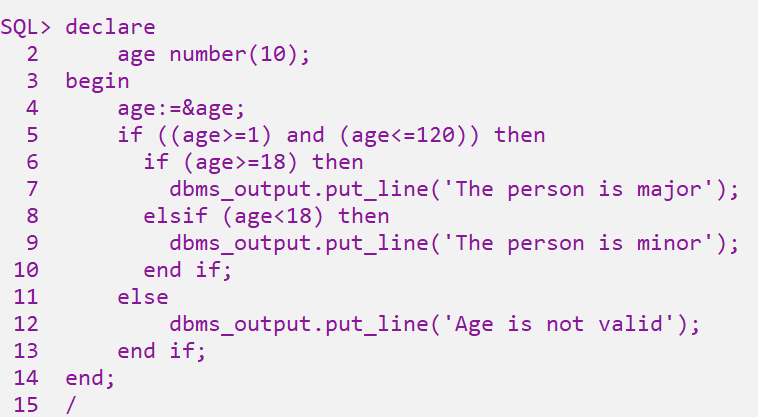 SQL> declare
  2      age number(10);
  3  begin
  4      age:=&age;
  5      if ((age>=1) and (age<=120)) then
  6        if (age>=18) then
  7          dbms_output.put_line('The person is major');
  8        elsif (age<18) then
  9          dbms_output.put_line('The person is minor');
 10        end if;
 11      else
 12          dbms_output.put_line('Age is not valid');
 13      end if;
 14  end;
 15  /